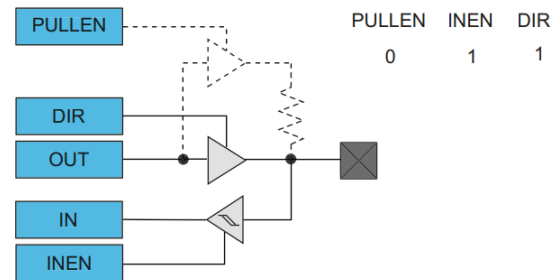 PULLEN
PULLEN INEN DIR
0 1 1
DIR
OUT
IN
INEN